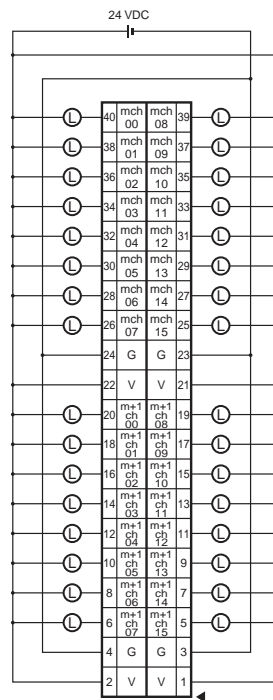 24 VDC
L 40 mch 00 mch 08 39 L
L 38 mch 01 mch 09 37 L
L 36 mch 02 mch 10 35 L
L 34 mch 03 mch 11 33 L
L 32 mch 04 mch 12 31 L
L 30 mch 05 mch 13 29 L
L 28 mch 06 mch 14 27 L
L 26 mch 07 mch 15 25 L
24 G G 23
22 V V 21
L 20 m+1 ch 00 m+1 ch 08 19 L
L 18 m+1 ch 01 m+1 ch 09 17 L
L 16 m+1 ch 02 m+1 ch 10 15 L
L 14 m+1 ch 03 m+1 ch 11 13 L
L 12 m+1 ch 04 m+1 ch 12 11 L
L 10 m+1 ch 05 m+1 ch 13 9 L
L 8 m+1 ch 06 m+1 ch 14 7 L
L 6 m+1 ch 07 m+1 ch 15 5 L
4 G G 3
2 V V 1